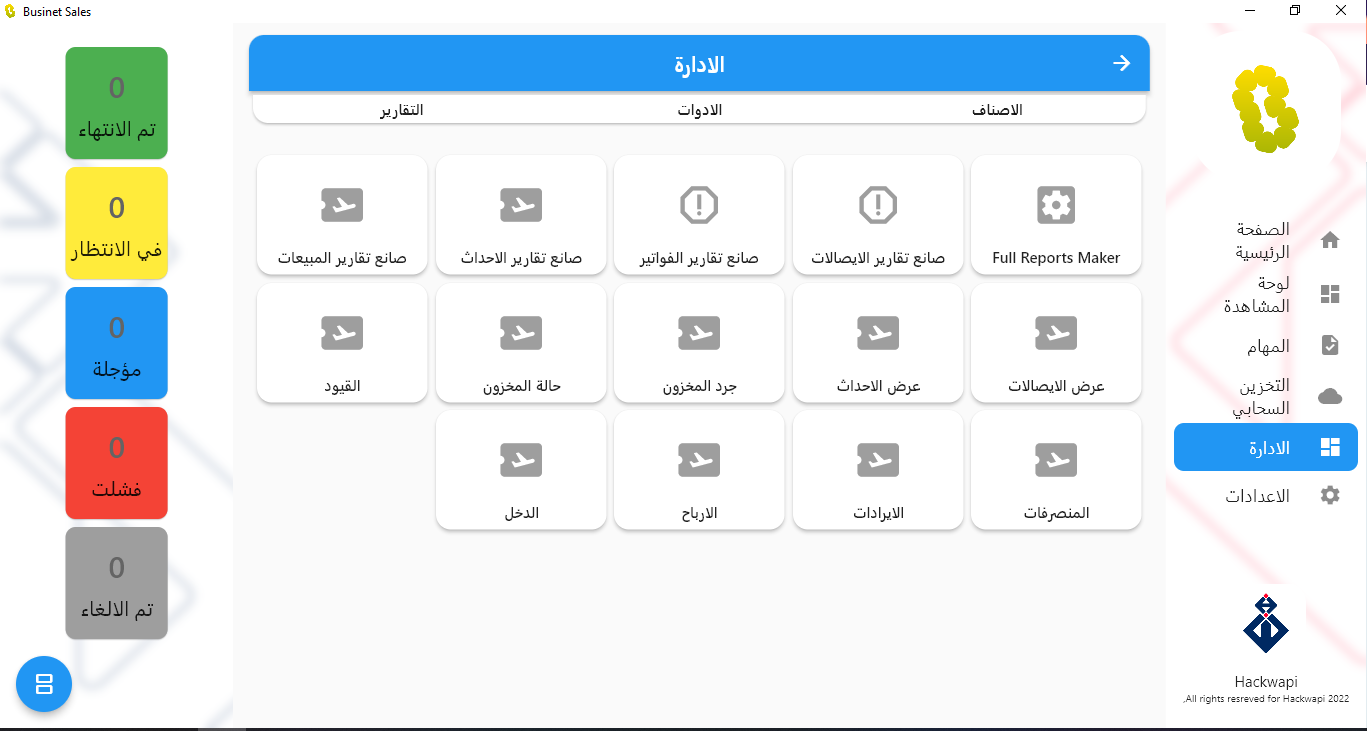 Businet Sales
الادارة
الاصناف
الادوات
التقارير
Full Reports Maker
صانع تقارير الايصالات
صانع تقارير الفواتير
صانع تقارير الاحداث
صانع تقارير المبيعات
عرض الايصالات
عرض الاحداث
جرد المخزون
حالة المخزون
القيود
المنصرفات
الايرادات
الارباح
الدخل
الصفحة
الرئيسية
لوحة
المشاهدة
المهام
التخزين
السحابي
الادارة
الاعدادات
Hackwapi
,All rights resreved for Hackwapi 2022
0
تم الانتهاء
0
في الانتظار
0
مؤجلة
0
فشلت
0
تم الالغاء